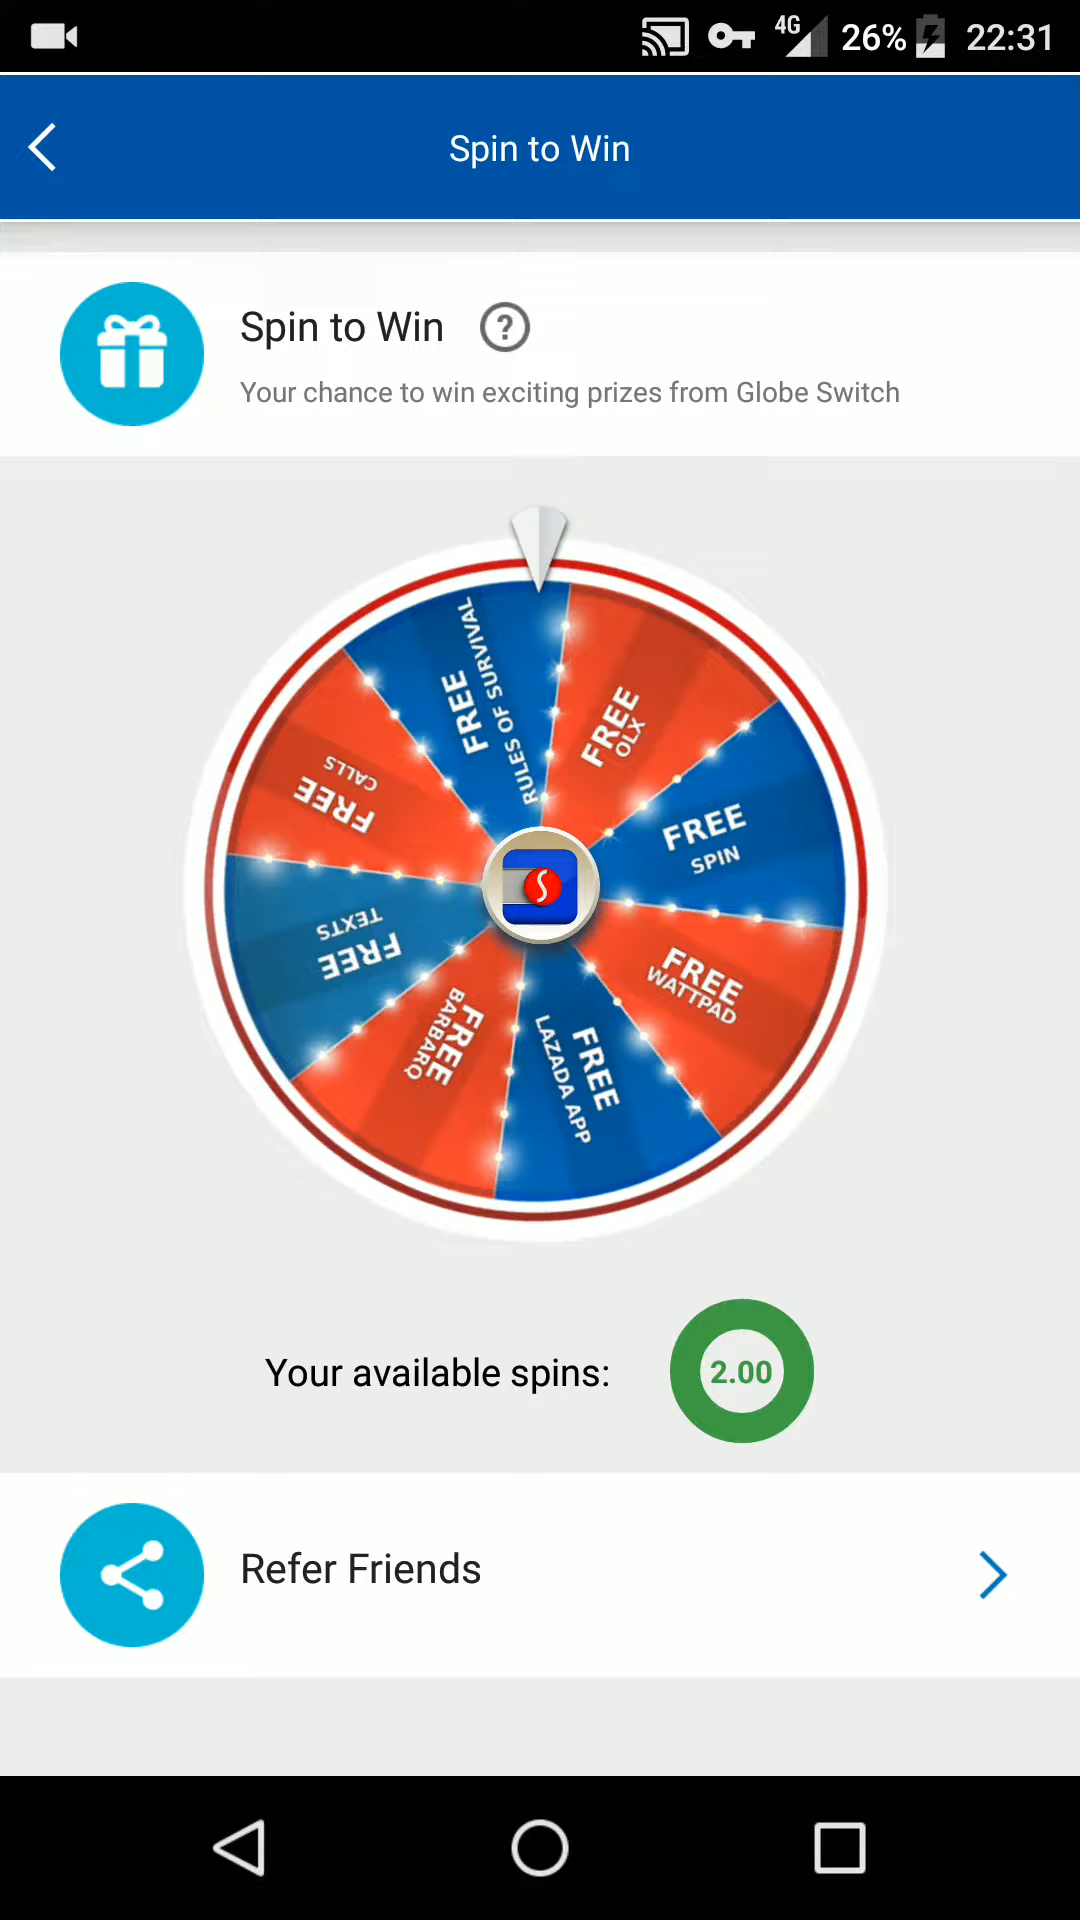 4G 26% 22:31
Spin to Win
Spin to Win ?
Your chance to win exciting prizes from Globe Switch
FREE
RULES OF SURVIVAL
FREE
OLX
FREE
SPIN
FREE
WATTPAD
FREE
LAZADA APP
FREE
BARBARQ
FREE
TEXTS
FREE
CALLS
Your available spins: 2.00
Refer Friends